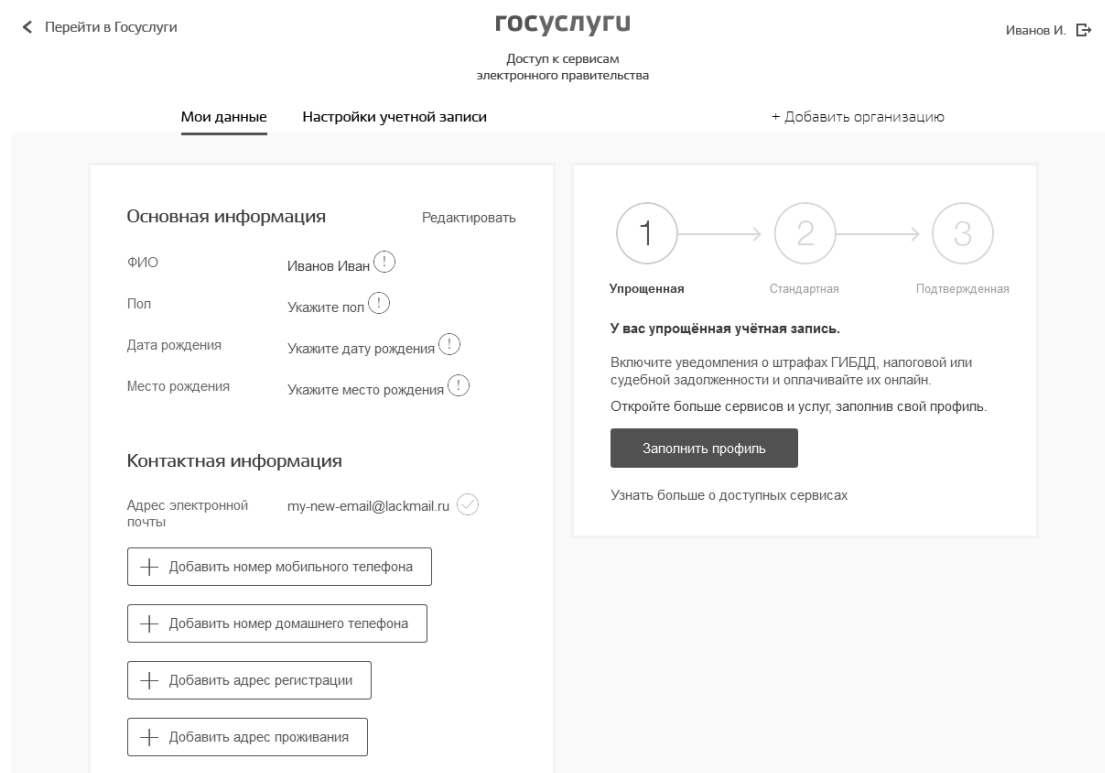 Перейти в Госуслуги
госуслуги
Иванов И.
Доступ к сервисам
электронного правительства
Мои данные
Настройки учетной записи
+ Добавить организацию
Основная информация
Редактировать
ФИО
Иванов Иван !
Пол
Укажите пол !
Дата рождения
Укажите дату рождения !
Место рождения
Укажите место рождения !
Контактная информация
Адрес электронной
почты
my-new-email@lackmail.ru
+ Добавить номер мобильного телефона
+ Добавить номер домашнего телефона
+ Добавить адрес регистрации
+ Добавить адрес проживания
1
2
3
Упрощенная
Стандартная
Подтвержденная
У вас упрощённая учётная запись.
Включите уведомления о штрафах ГИБДД, налоговой или
судебной задолженности и оплачивайте их онлайн.
Откройте больше сервисов и услуг, заполнив свой профиль.
Заполнить профиль
Узнать больше о доступных сервисах